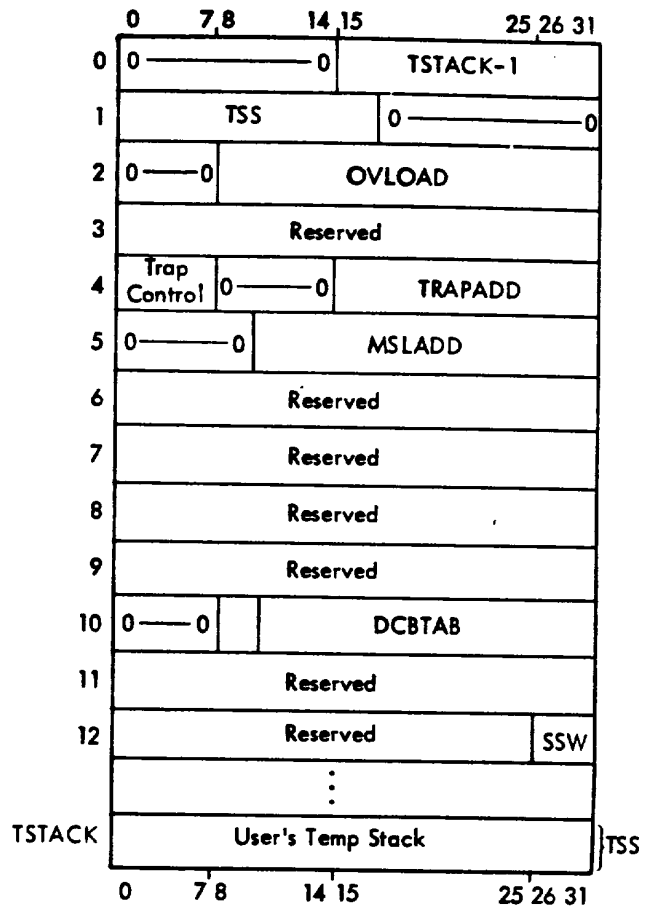 0 7 8 14 15 25 26 31
0 0 0 TSTACK-1
1 TSS 0 0
2 0 0 OVLOAD
3 Reserved
Trap
4 Control 0 0 TRAPADD
5 0 0 MSLADD
6 Reserved
7 Reserved
8 Reserved
9 Reserved
10 0 0 DCBTAB
11 Reserved
12 Reserved SSW
TSTACK User's Temp Stack TSS
0 7 8 14 15 25 26 31